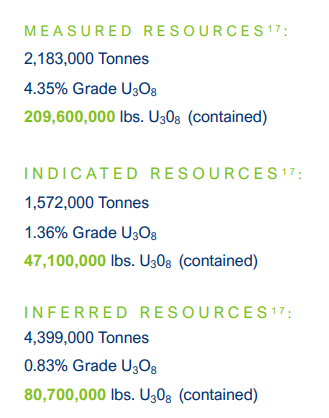 MEASURED RESOURCES¹⁷:
2,183,000 Tonnes
4.35% Grade U₃O₈
209,600,000 lbs. U₃0₈ (contained)
INDICATED RESOURCES¹⁷:
1,572,000 Tonnes
1.36% Grade U₃O₈
47,100,000 lbs. U₃0₈ (contained)
INFERRED RESOURCES¹⁷:
4,399,000 Tonnes
0.83% Grade U₃O₈
80,700,000 lbs. U₃0₈ (contained)